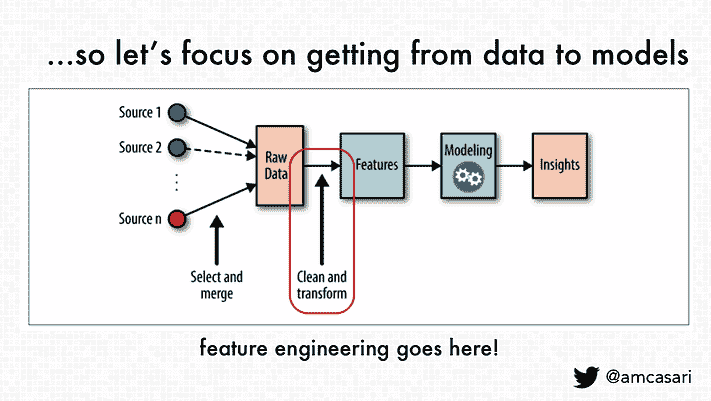 ...so let's focus on getting from data to models
Source 1
Source 2
⋮
Source n
Raw
Data
Features
Modeling
Insights
Select and
merge
Clean and
transform
feature engineering goes here!
@amcasari